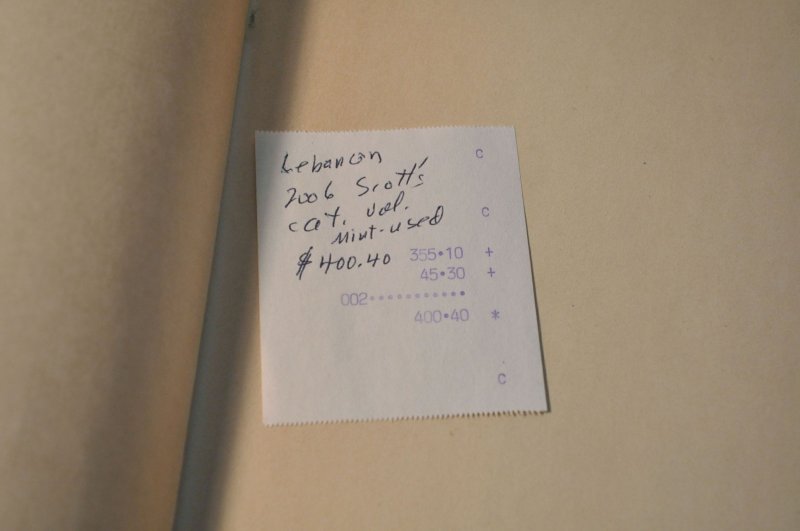 Lebanon
2006 Scott's
cat. val.
Mint-used
$400.40
C
C
355•10 +
45•30 +
002•••••••••••
400•40 *
C